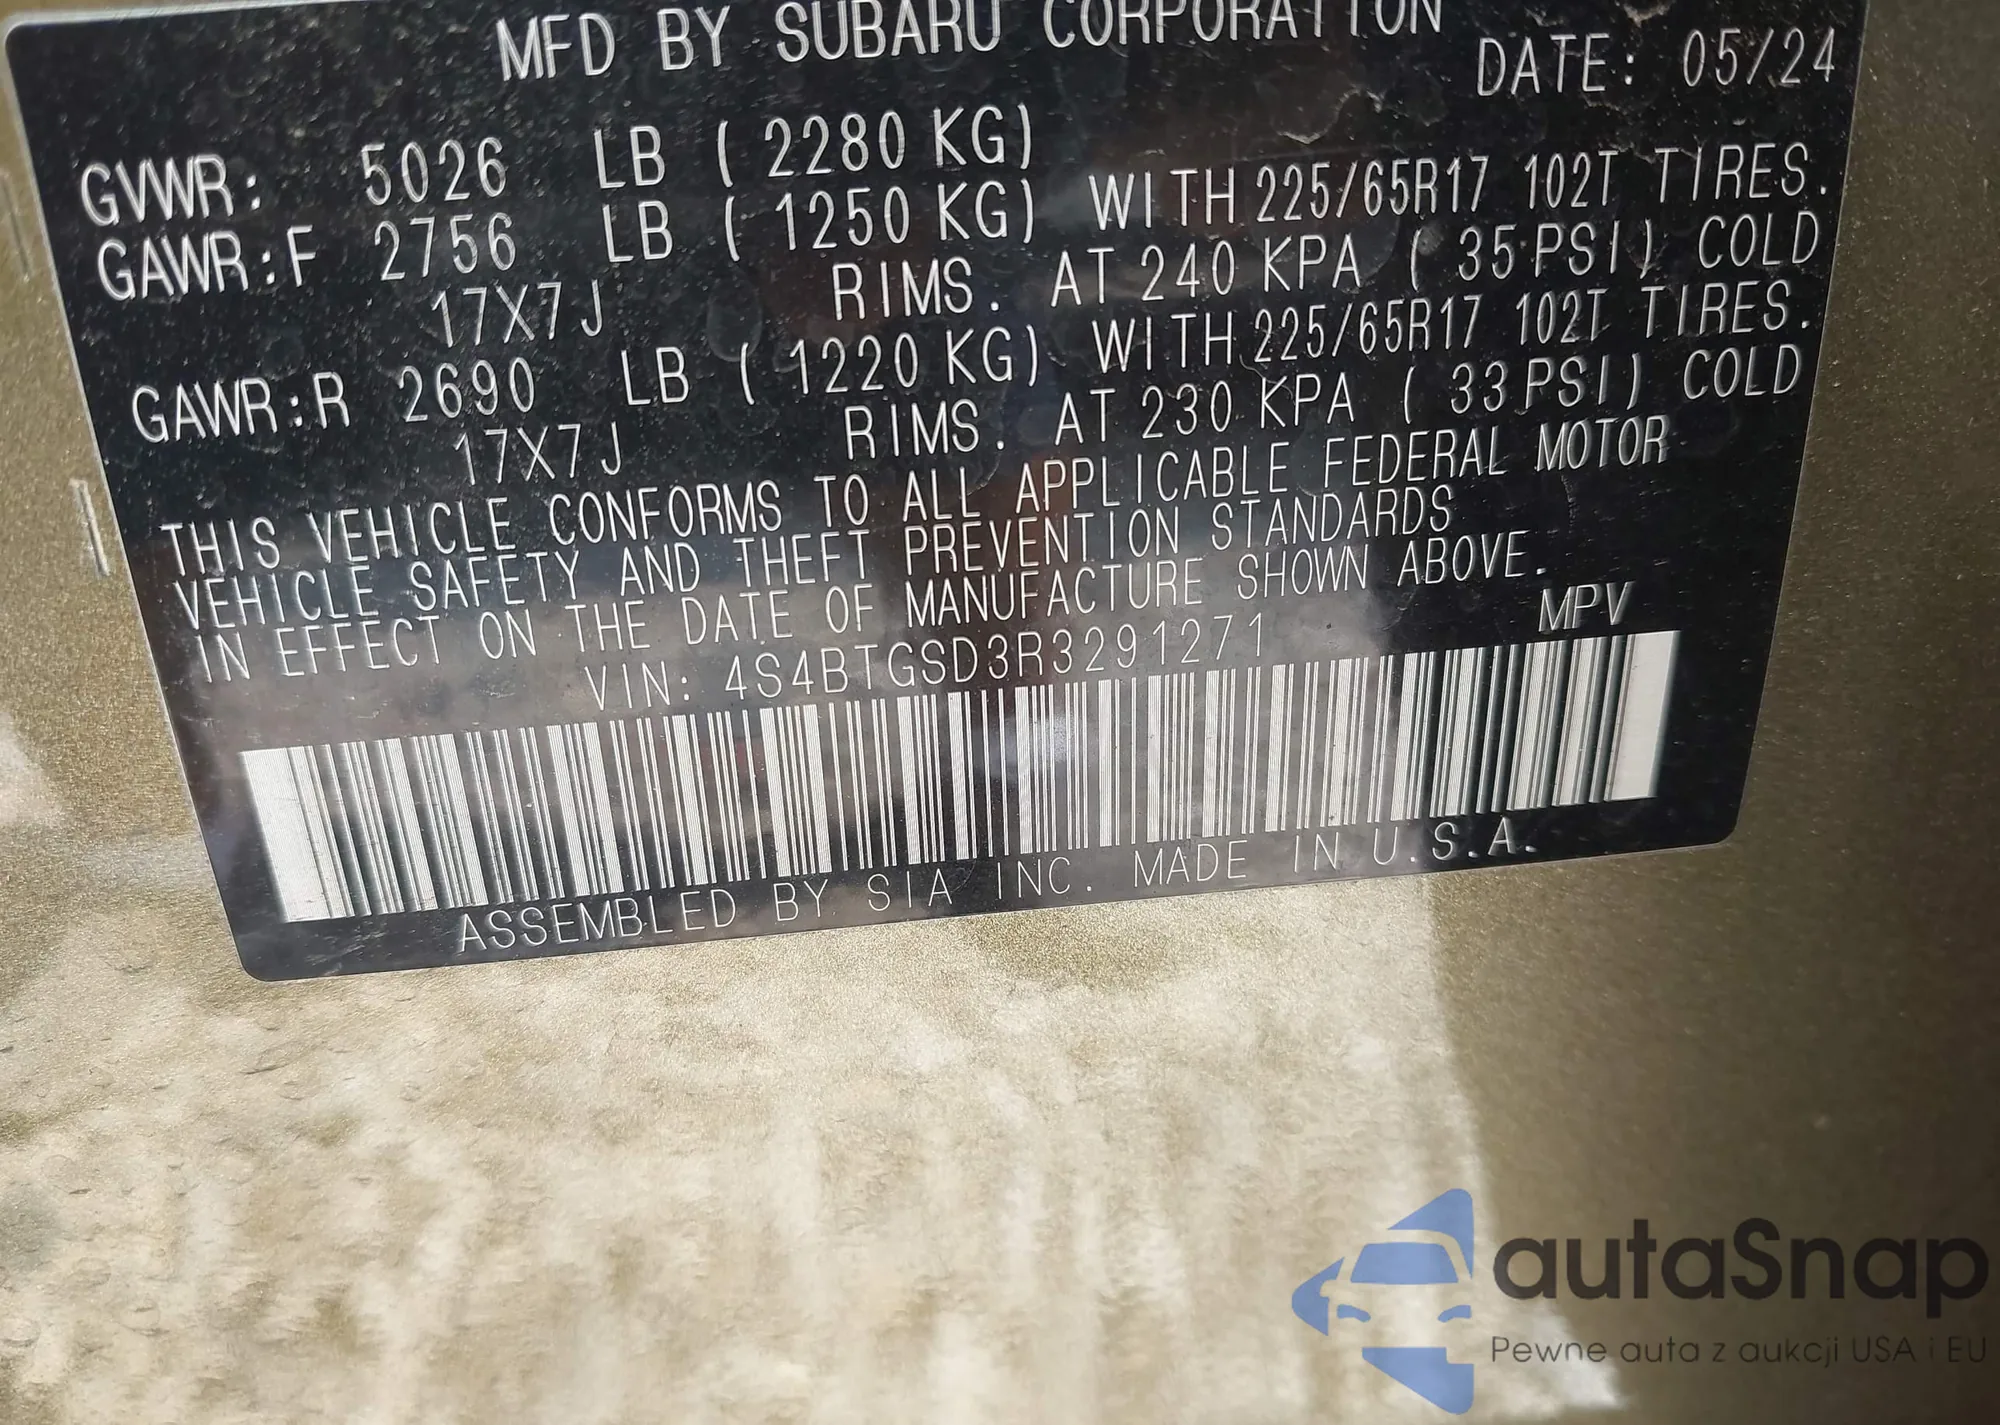 MFD BY SUBARU CORPORATION
DATE: 05/24
GVWR: 5026 LB ( 2280 KG)
GAWR:F 2756 LB ( 1250 KG) WITH 225/65R17 102T TIRES.
17X7J RIMS. AT 240 KPA ( 35 PSI) COLD
GAWR:R 2690 LB ( 1220 KG) WITH 225/65R17 102T TIRES.
17X7J RIMS. AT 230 KPA ( 33 PSI) COLD
THIS VEHICLE CONFORMS TO ALL APPLICABLE FEDERAL MOTOR
VEHICLE SAFETY AND THEFT PREVENTION STANDARDS
IN EFFECT ON THE DATE OF MANUFACTURE SHOWN ABOVE.
VIN: 4S4BTGSD3R3291271 MPV
ASSEMBLED BY SIA INC. MADE IN U.S.A.
autaSnap
Pewne auta z aukcji USA i EU